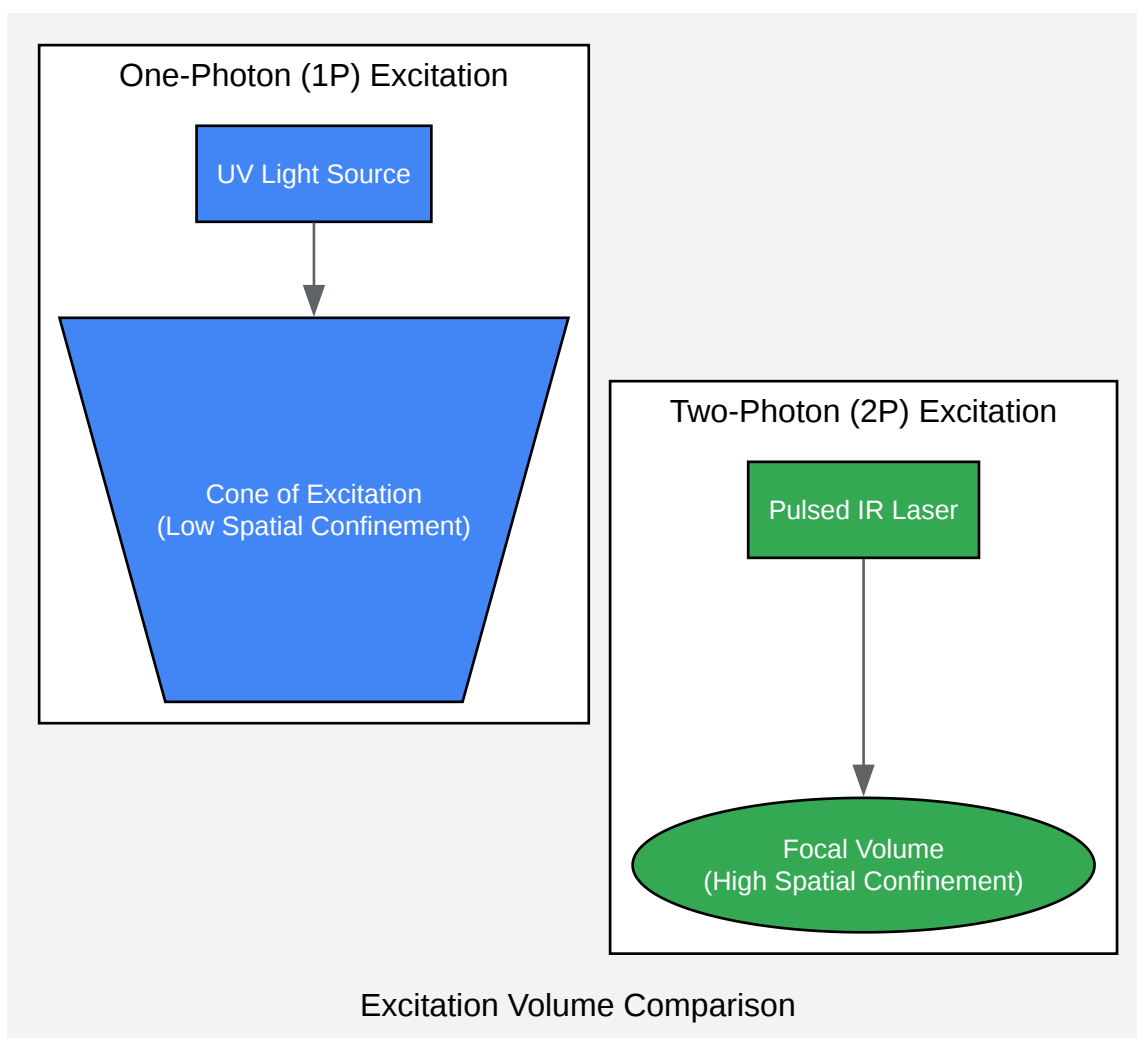 One-Photon (1P) Excitation
UV Light Source
Cone of Excitation
(Low Spatial Confinement)
Two-Photon (2P) Excitation
Pulsed IR Laser
Focal Volume
(High Spatial Confinement)
Excitation Volume Comparison